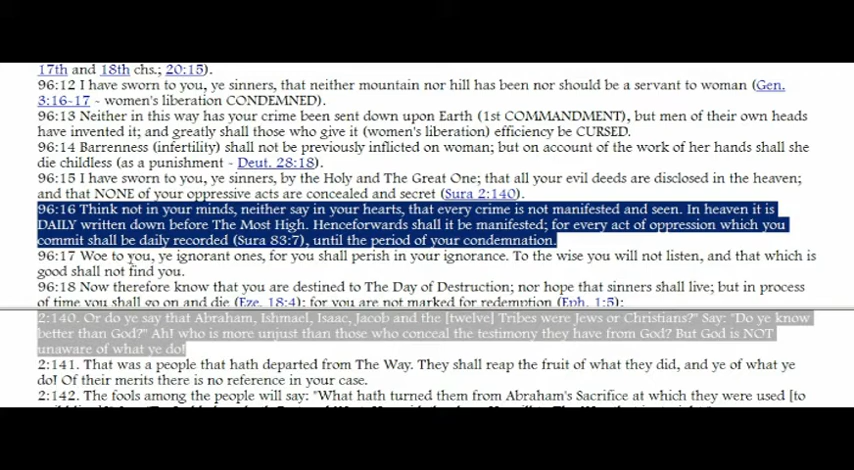 17th and 18th chs.; 20:15).
96:12 I have sworn to you, ye sinners, that neither mountain nor hill has been nor should be a servant to woman (Gen.
3:16-17 - women's liberation CONDEMNED).
96:13 Neither in this way has your crime been sent down upon Earth (1st COMMANDMENT), but men of their own heads
have invented it; and greatly shall those who give it (women's liberation) efficiency be CURSED.
96:14 Barrenness (infertility) shall not be previously inflicted on woman; but on account of the work of her hands shall she
die childless (as a punishment - Deut. 28:18).
96:15 I have sworn to you, ye sinners, by the Holy and The Great One; that all your evil deeds are disclosed in the heaven;
and that NONE of your oppressive acts are concealed and secret (Sura 2:140).
96:16 Think not in your minds, neither say in your hearts, that every crime is not manifested and seen. In heaven it is
DAILY written down before The Most High. Henceforwards shall it be manifested; for every act of oppression which you
commit shall be daily recorded (Sura 83:7), until the period of your condemnation.
96:17 Woe to you, ye ignorant ones, for you shall perish in your ignorance. To the wise you will not listen, and that which is
good shall not find you.
96:18 Now therefore know that you are destined to The Day of Destruction; nor hope that sinners shall live; but in process
of time you shall go on and die (Eze. 18:4); for you are not marked for redemption (Eph. 1:5);
2:140. Or do ye say that Abraham, Ishmael, Isaac, Jacob and the [twelve] Tribes were Jews or Christians?" Say: "Do ye know
better than God?" Ah! who is more unjust than those who conceal the testimony they have from God? But God is NOT
unaware of what ye do!
2:141. That was a people that hath departed from The Way. They shall reap the fruit of what they did, and ye of what ye
do! Of their merits there is no reference in your case.
2:142. The fools among the people will say: "What hath turned them from Abraham's Sacrifice at which they were used [to